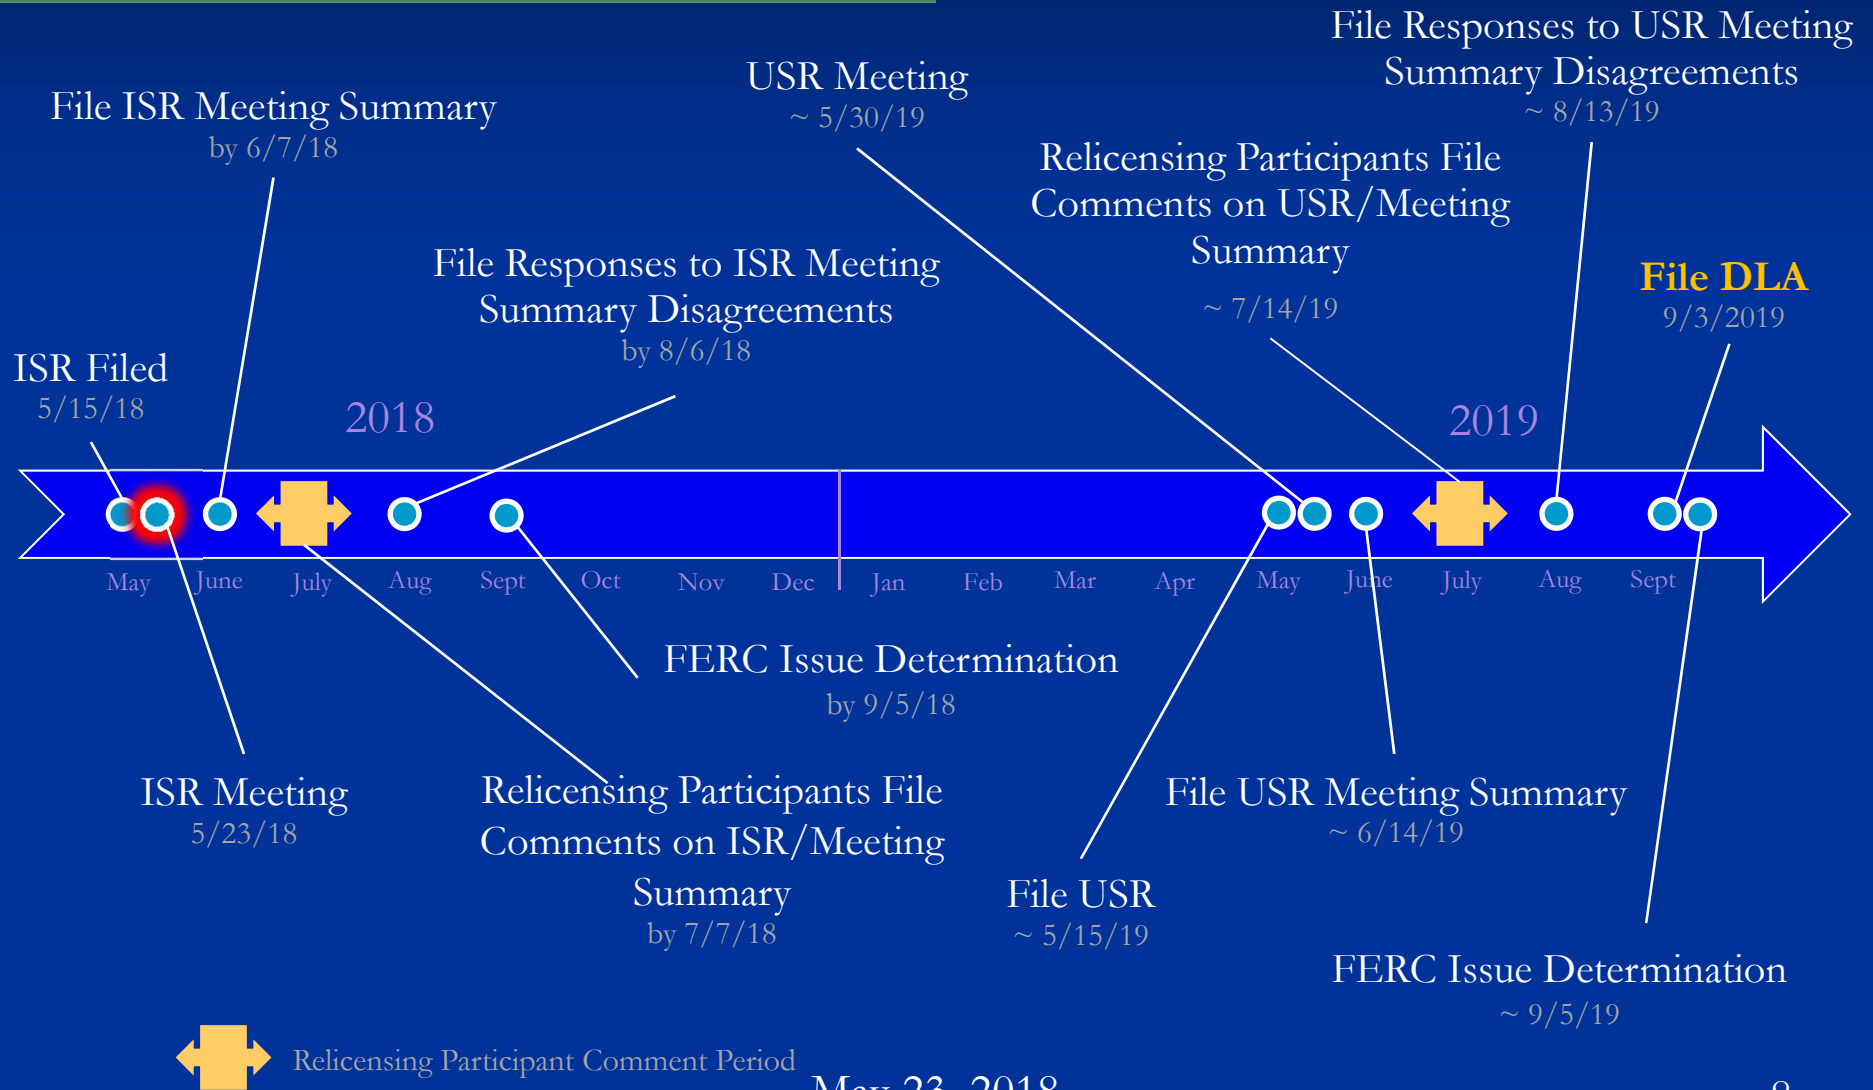 File Responses to USR Meeting
Summary Disagreements
~ 8/13/19
USR Meeting
~ 5/30/19
File ISR Meeting Summary
by 6/7/18
Relicensing Participants File
Comments on USR/Meeting
Summary
~ 7/14/19
File Responses to ISR Meeting
Summary Disagreements
by 8/6/18
File DLA
9/3/2019
ISR Filed
5/15/18
2018
2019
May June July Aug Sept Oct Nov Dec Jan Feb Mar Apr May June July Aug Sept
FERC Issue Determination
by 9/5/18
ISR Meeting
5/23/18
Relicensing Participants File
Comments on ISR/Meeting
Summary
by 7/7/18
File USR Meeting Summary
~ 6/14/19
File USR
~ 5/15/19
FERC Issue Determination
~ 9/5/19
Relicensing Participant Comment Period
May 23, 2018